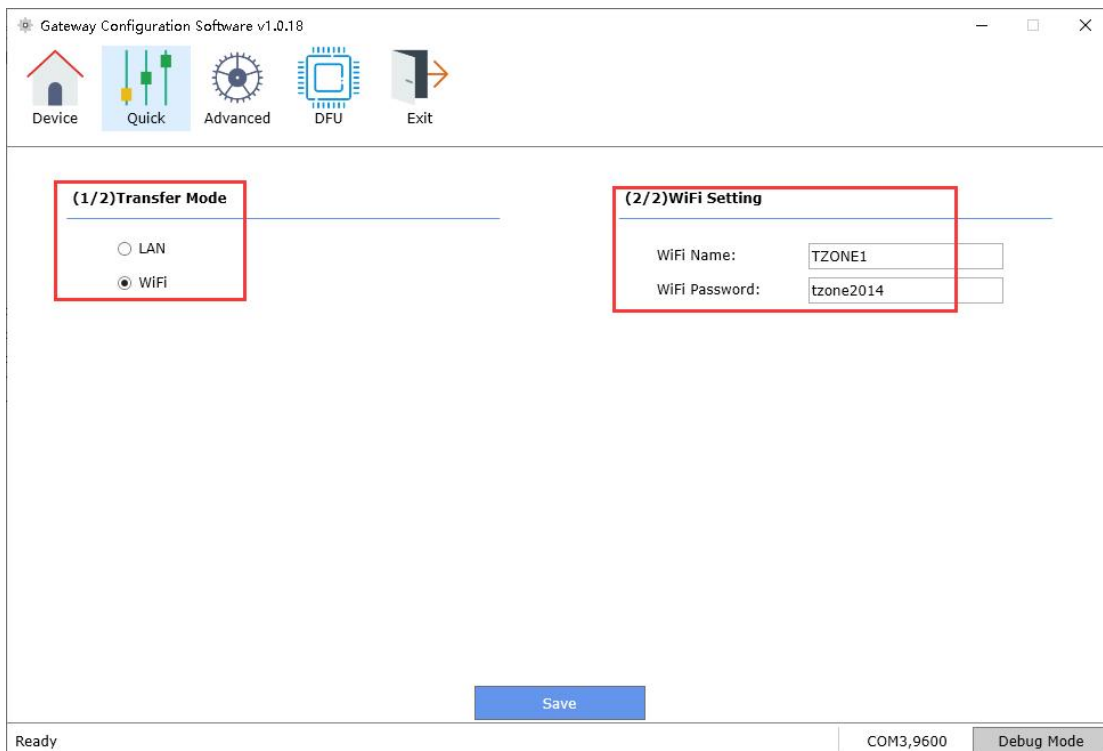 Gateway Configuration Software v1.0.18
Device Quick Advanced DFU Exit
(1/2)Transfer Mode
LAN
WiFi
(2/2)WiFi Setting
WiFi Name: TZONE1
WiFi Password: tzone2014
Save
Ready COM3,9600 Debug Mode